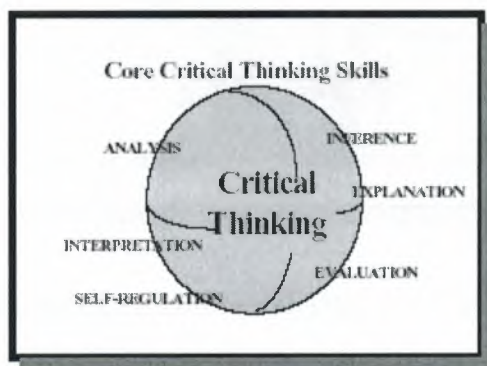 Core Critical Thinking Skills
ANALYSIS
INFERENCE
Critical
Thinking
EXPLANATION
INTERPRETATION
EVALUATION
SELF-REGULATION